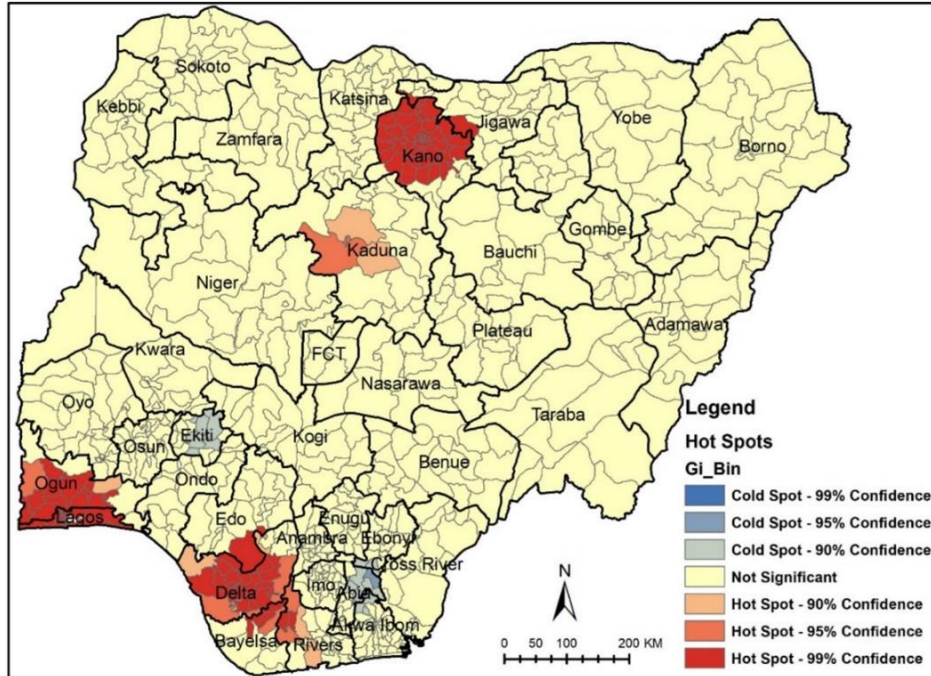 Sokoto
Kebbi
Katsina
Zamfara
Kano
Jigawa
Yobe
Borno
Kaduna
Bauchi
Gombe
Niger
Adamawa
Plateau
FCT
Kwara
Nasarawa
Oyo
Taraba
Osun
Ekiti
Kogi
Benue
Ogun
Ondo
Lagos
Edo
Enugu
Anambra
Ebonyi
Cross River
Delta
Imo
Abia
Akwa Ibom
Bayelsa
Rivers
N
0 50 100 200 KM
Legend
Hot Spots
Gi_Bin
Cold Spot - 99% Confidence
Cold Spot - 95% Confidence
Cold Spot - 90% Confidence
Not Significant
Hot Spot - 90% Confidence
Hot Spot - 95% Confidence
Hot Spot - 99% Confidence